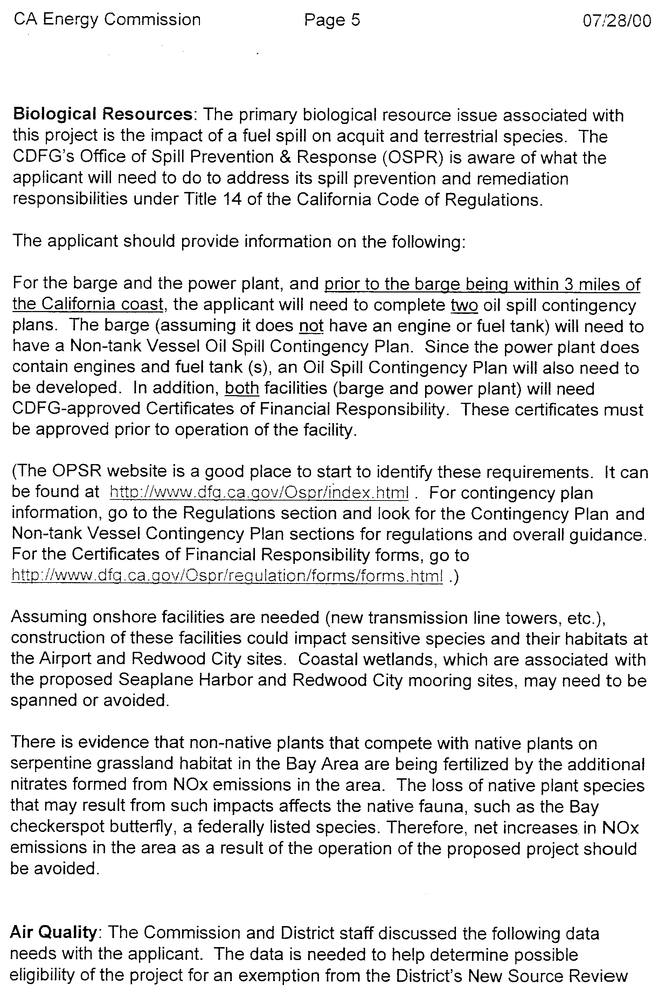 CA Energy Commission Page 5 07/28/00
Biological Resources: The primary biological resource issue associated with
this project is the impact of a fuel spill on acquit and terrestrial species. The
CDFG's Office of Spill Prevention & Response (OSPR) is aware of what the
applicant will need to do to address its spill prevention and remediation
responsibilities under Title 14 of the California Code of Regulations.
The applicant should provide information on the following:
For the barge and the power plant, and prior to the barge being within 3 miles of
the California coast, the applicant will need to complete two oil spill contingency
plans. The barge (assuming it does not have an engine or fuel tank) will need to
have a Non-tank Vessel Oil Spill Contingency Plan. Since the power plant does
contain engines and fuel tank (s), an Oil Spill Contingency Plan will also need to
be developed. In addition, both facilities (barge and power plant) will need
CDFG-approved Certificates of Financial Responsibility. These certificates must
be approved prior to operation of the facility.
(The OPSR website is a good place to start to identify these requirements. It can
be found at http://www.dfg.ca.gov/Ospr/index.html . For contingency plan
information, go to the Regulations section and look for the Contingency Plan and
Non-tank Vessel Contingency Plan sections for regulations and overall guidance.
For the Certificates of Financial Responsibility forms, go to
http://www.dfg.ca.gov/Ospr/regulation/forms/forms.html .)
Assuming onshore facilities are needed (new transmission line towers, etc.),
construction of these facilities could impact sensitive species and their habitats at
the Airport and Redwood City sites. Coastal wetlands, which are associated with
the proposed Seaplane Harbor and Redwood City mooring sites, may need to be
spanned or avoided.
There is evidence that non-native plants that compete with native plants on
serpentine grassland habitat in the Bay Area are being fertilized by the additional
nitrates formed from NOx emissions in the area. The loss of native plant species
that may result from such impacts affects the native fauna, such as the Bay
checkerspot butterfly, a federally listed species. Therefore, net increases in NOx
emissions in the area as a result of the operation of the proposed project should
be avoided.
Air Quality: The Commission and District staff discussed the following data
needs with the applicant. The data is needed to help determine possible
eligibility of the project for an exemption from the District's New Source Review